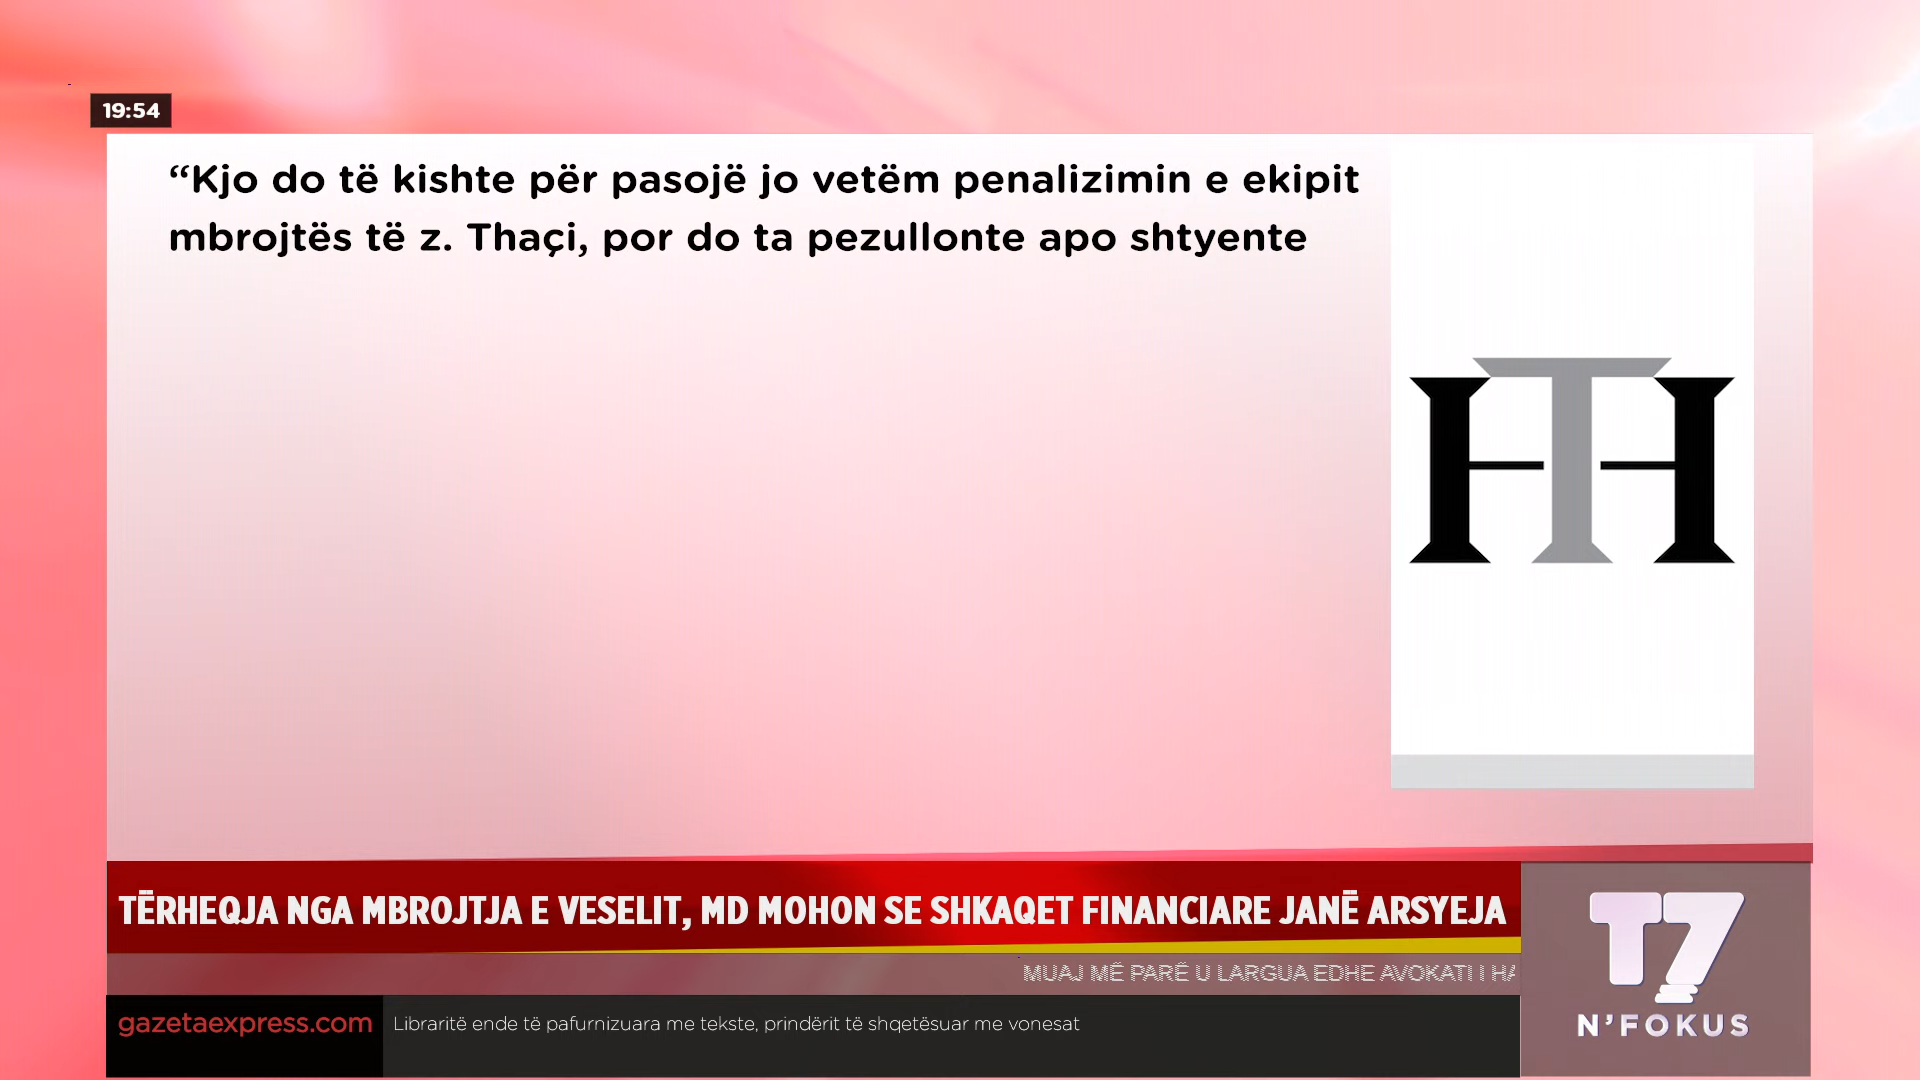 19:54
“Kjo do të kishte për pasojë jo vetëm penalizimin e ekipit
mbrojtës të z. Thaçi, por do ta pezullonte apo shtyente
HTH
TËRHEQJA NGA MBROJTJA E VESELIT, MD MOHON SE SHKAQET FINANCIARE JANË ARSYEJA
MUAJ MË PARË U LARGUA EDHE AVOKATI I
gazetaexpress.com
Libraritë ende të pafurnizuara me tekste, prindërit të shqetësuar me vonesat
T7
N’FOKUS